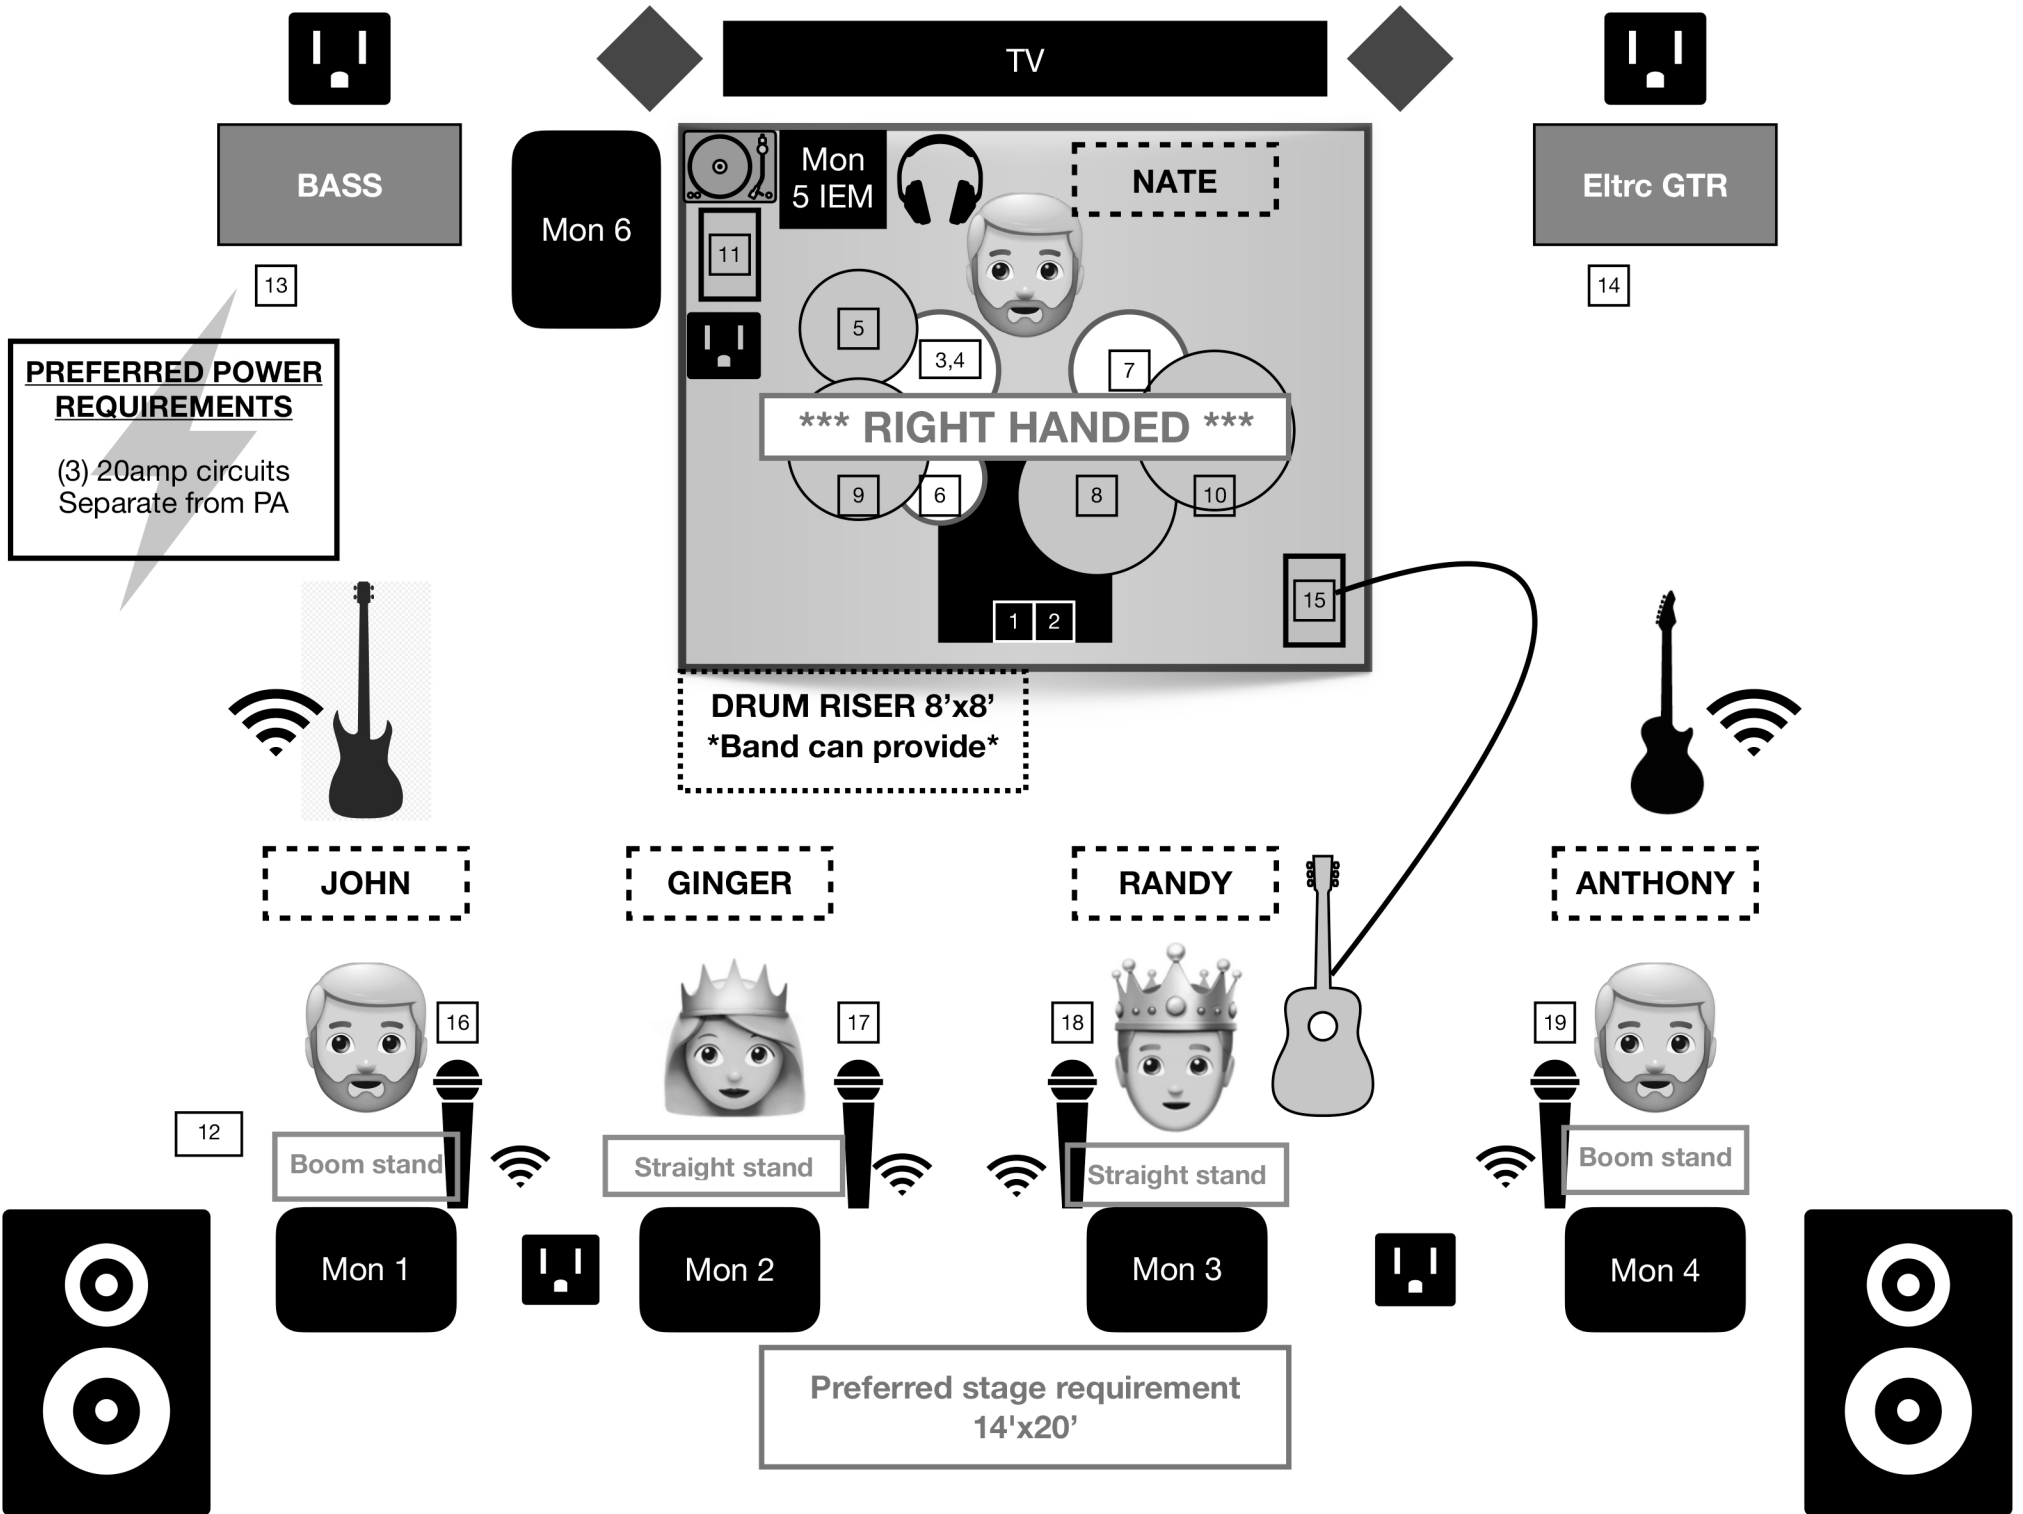 TV
BASS
Mon 6
Mon
5 IEM
NATE
Eltrc GTR
11
13
14
5
3,4
7
PREFERRED POWER
REQUIREMENTS
(3) 20amp circuits
Separate from PA
*** RIGHT HANDED ***
9
6
8
10
15
1
2
DRUM RISER 8’x8’
*Band can provide*
JOHN
GINGER
RANDY
ANTHONY
16
17
18
19
12
Boom stand
Straight stand
Straight stand
Boom stand
Mon 1
Mon 2
Mon 3
Mon 4
Preferred stage requirement
14'x20’